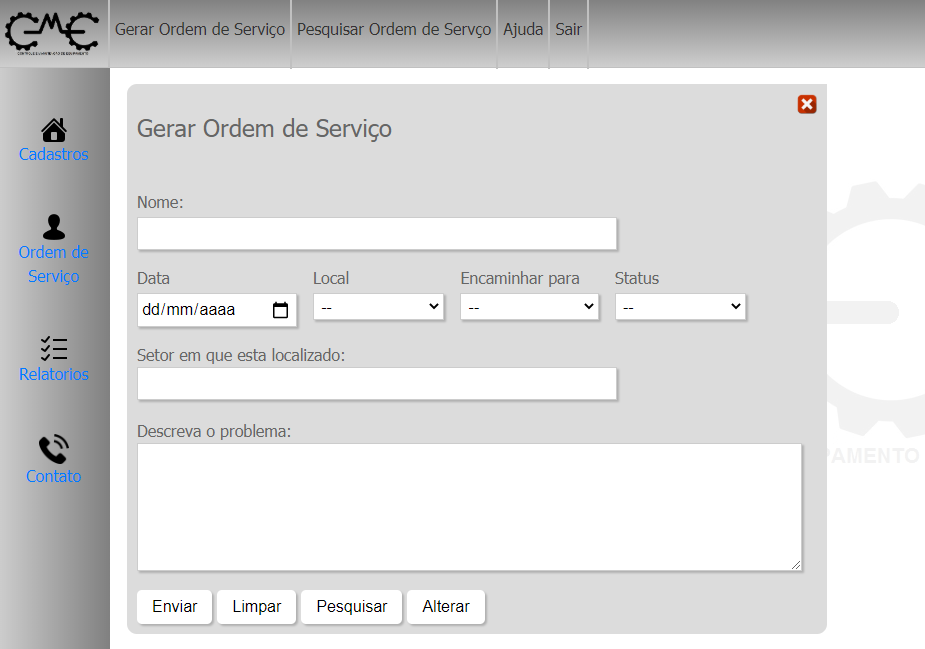 CME
Gerar Ordem de Serviço Pesquisar Ordem de Servço Ajuda Sair
Cadastros
Ordem de
Serviço
Relatorios
Contato
Gerar Ordem de Serviço
Nome:
Data Local Encaminhar para Status
dd/mm/aaaa -- -- --
Setor em que esta localizado:
Descreva o problema:
Enviar Limpar Pesquisar Alterar
PAMENTO